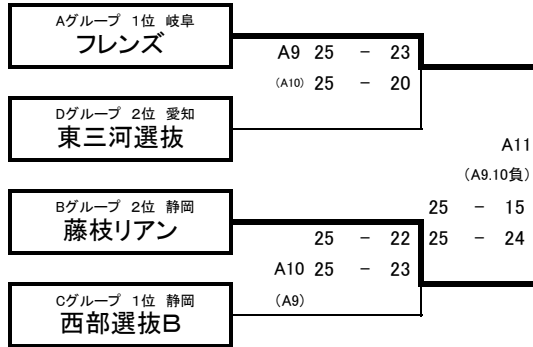 Aグループ 1位 岐阜
フレンズ
A9 25 － 23
(A10) 25 － 20
Dグループ 2位 愛知
東三河選抜
A11
(A9.10負)
Bグループ 2位 静岡
藤枝リアン
25 － 15
25 － 22
25 － 24
A10 25 － 23
(A9)
Cグループ 1位 静岡
西部選抜B